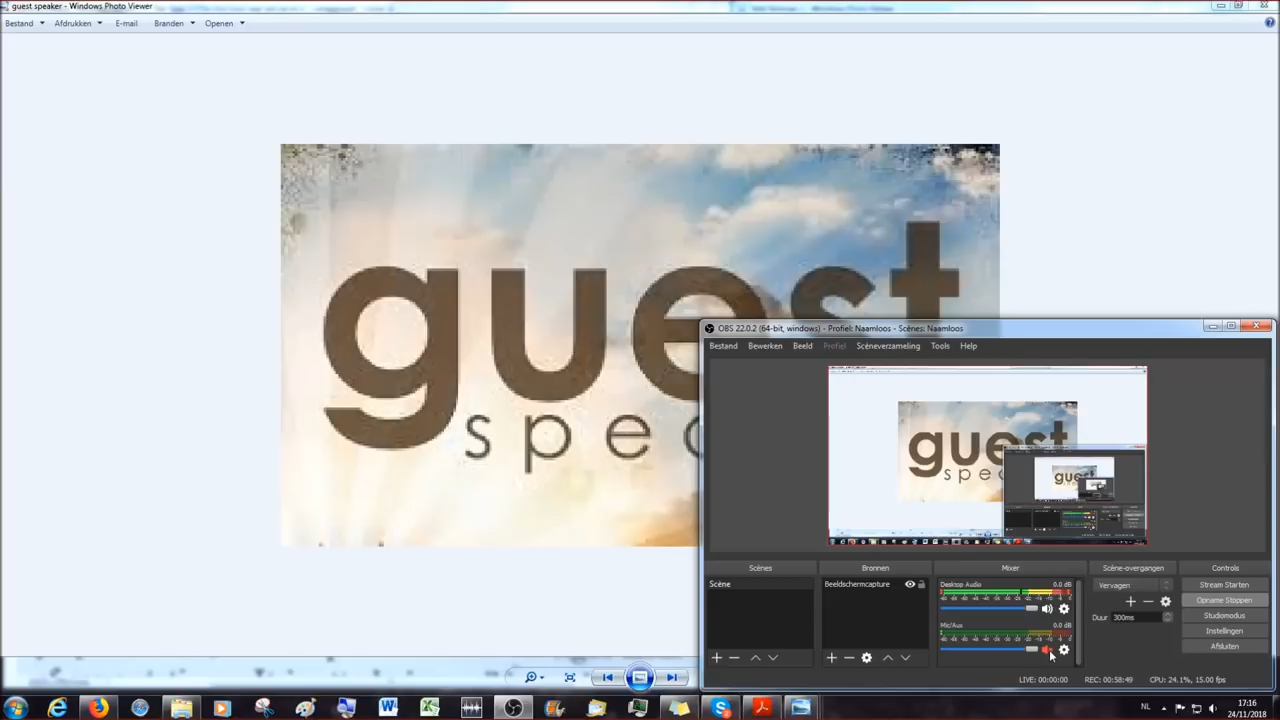 guest speaker - Windows Photo Viewer
Bestand Afdrukken E-mail Branden Openen
guest
spe
OBS 22.0.2 (64-bit, windows) - Profiel: Naamloos - Scènes: Naamloos
Bestand Bewerken Beeld Profiel Scèneverzameling Tools Help
guest
spec
Scènes Bronnen Mixer Scène-overgangen Controls
Scène
Beeldschermcapture
Desktop Audio 0.0 dB
Mic/Aux 0.0 dB
Vervagen
Duur 300ms
Stream Starten
Opname Stoppen
Studiomodus
Instellingen
Afsluiten
LIVE: 00:00:00 REC: 00:58:49 CPU: 24.1%, 15.00 fps
NL 17:16
24/11/2018